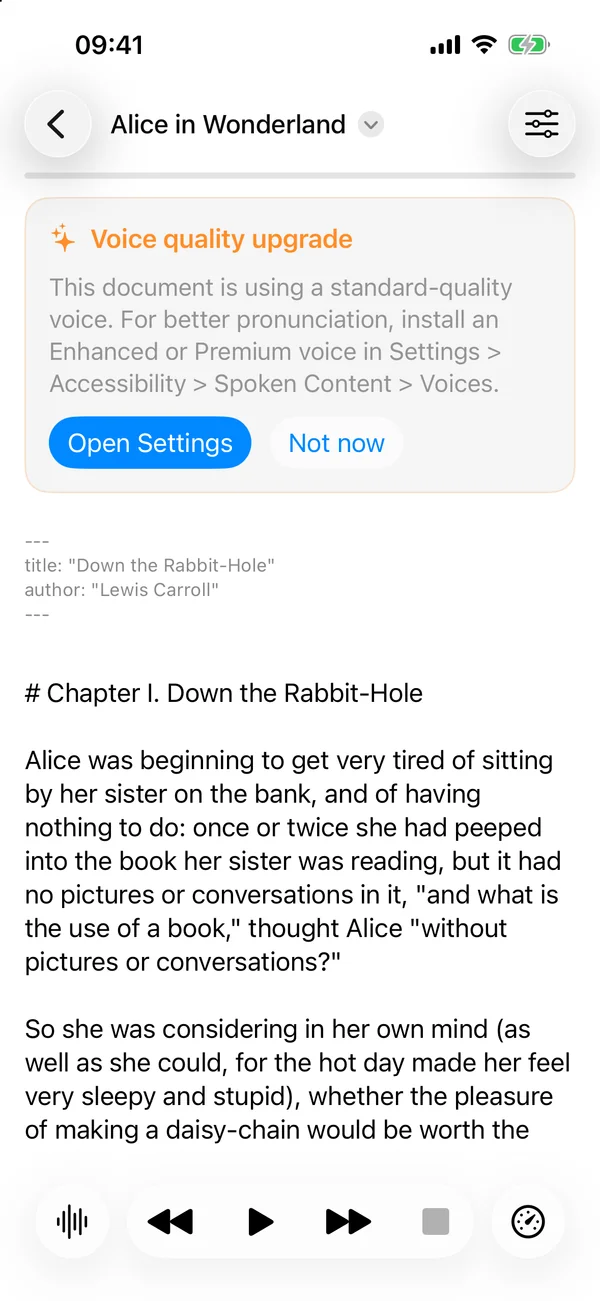 09:41
Alice in Wonderland
Voice quality upgrade
This document is using a standard-quality
voice. For better pronunciation, install an
Enhanced or Premium voice in Settings >
Accessibility > Spoken Content > Voices.
Open Settings
Not now
---
title: "Down the Rabbit-Hole"
author: "Lewis Carroll"
---
# Chapter I. Down the Rabbit-Hole
Alice was beginning to get very tired of sitting
by her sister on the bank, and of having
nothing to do: once or twice she had peeped
into the book her sister was reading, but it had
no pictures or conversations in it, "and what is
the use of a book," thought Alice "without
pictures or conversations?"
So she was considering in her own mind (as
well as she could, for the hot day made her feel
very sleepy and stupid), whether the pleasure
of making a daisy-chain would be worth the